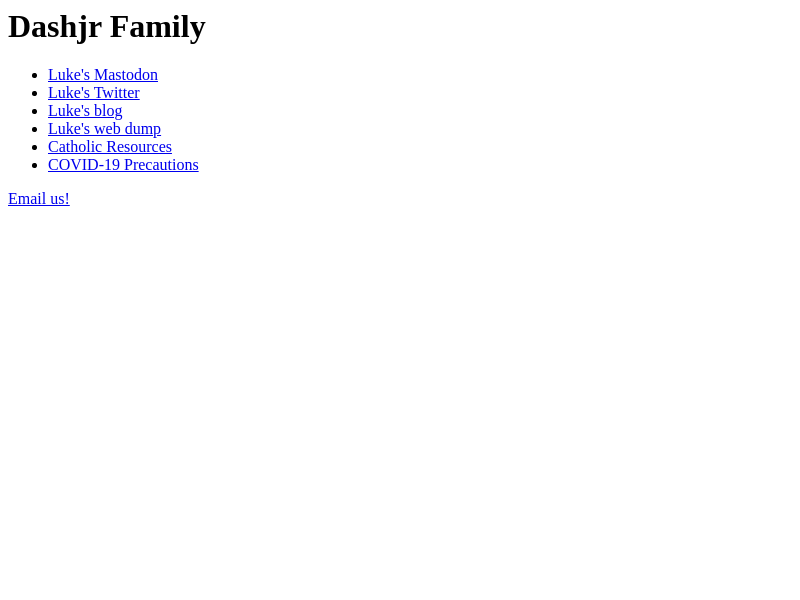 Dashjr Family
Luke's Mastodon
Luke's Twitter
Luke's blog
Luke's web dump
Catholic Resources
COVID-19 Precautions
Email us!